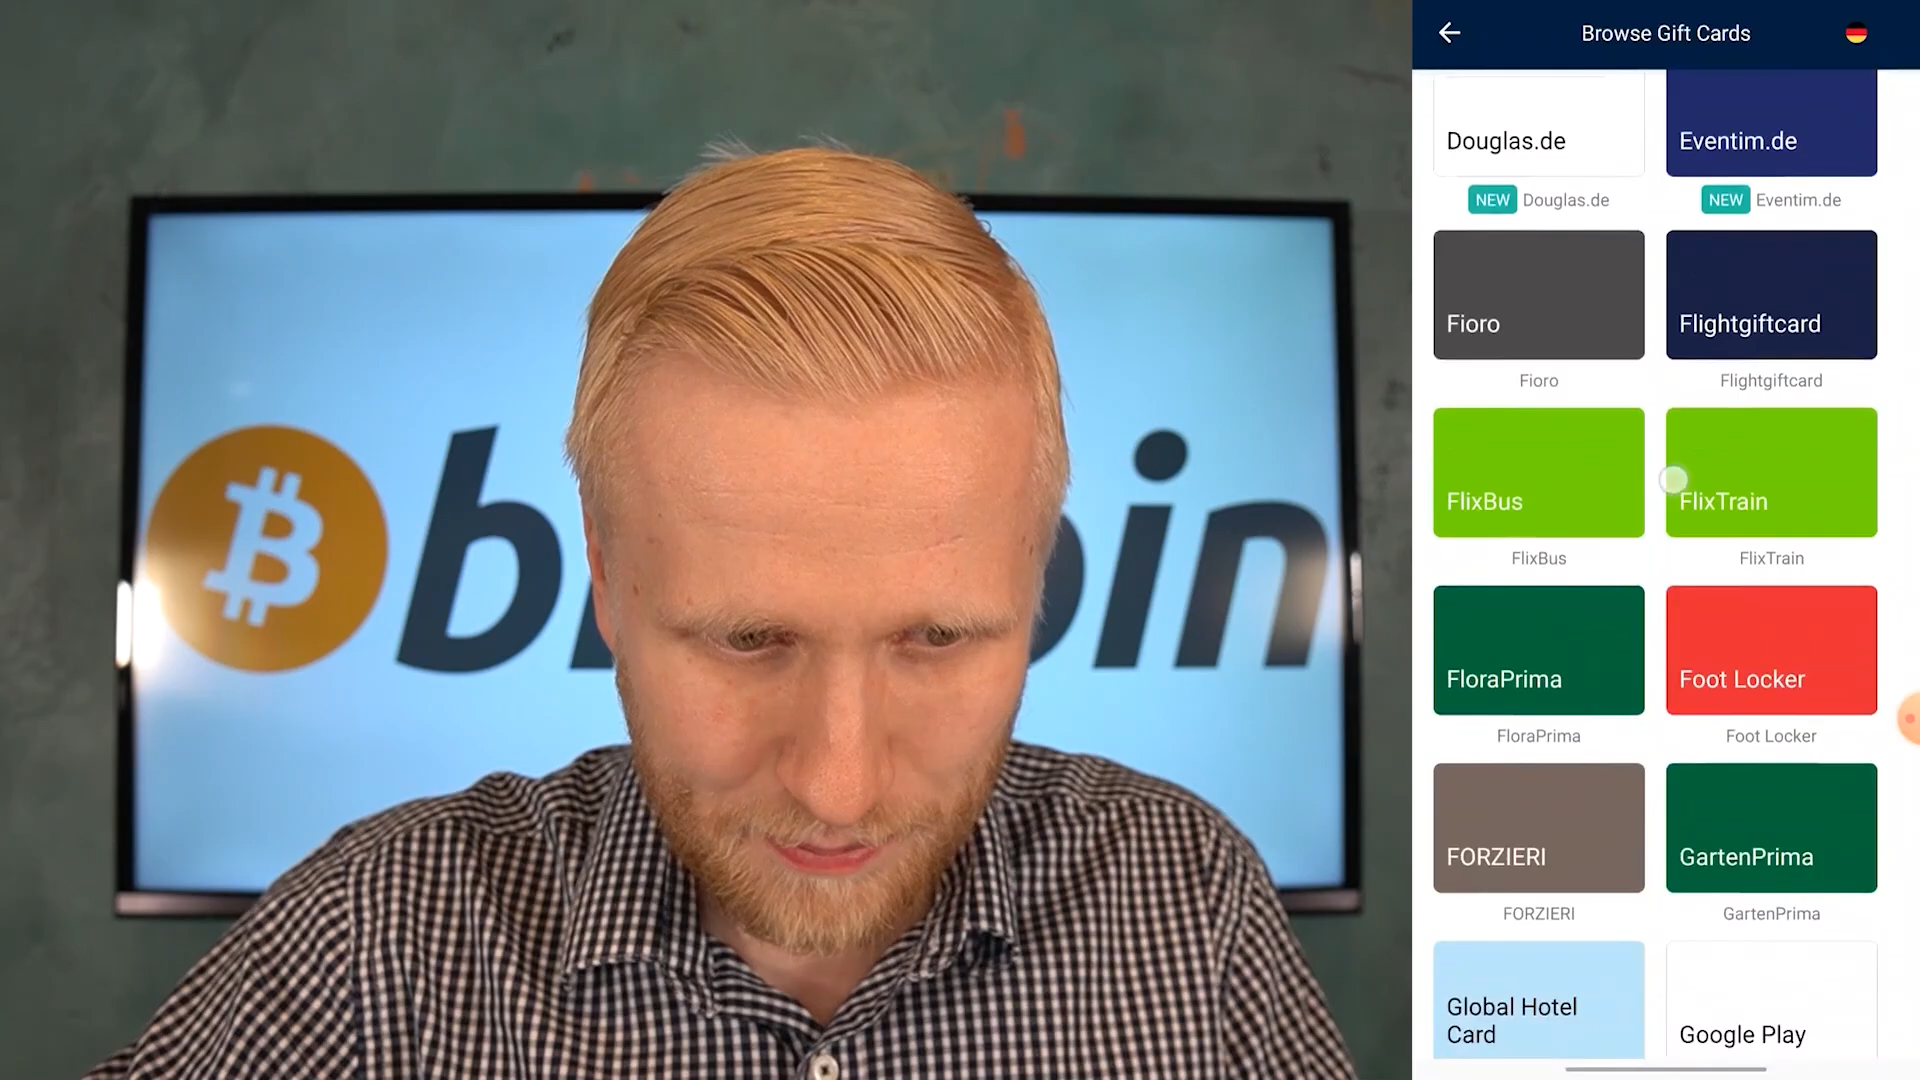 Browse Gift Cards
Douglas.de
Eventim.de
NEW Douglas.de
NEW Eventim.de
Fioro
Flightgiftcard
Fioro
Flightgiftcard
FlixBus
FlixTrain
FlixBus
FlixTrain
FloraPrima
Foot Locker
FloraPrima
Foot Locker
FORZIERI
GartenPrima
FORZIERI
GartenPrima
Global Hotel
Card
Google Play